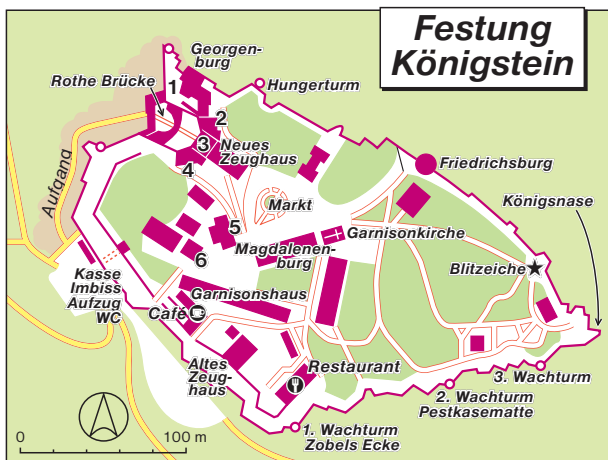 Festung
Königstein
Georgen-
burg
Rothe Brücke
Hungerturm
1
2
3
Neues
Zeughaus
4
Aufgang
Friedrichsburg
Königsnase
Markt
5
Garnisonkirche
Magdalenen-
burg
6
Blitzeiche
Kasse
Imbiss
Aufzug
WC
Garnisonshaus
Café
Altes
Zeug-
haus
Restaurant
3. Wachturm
2. Wachturm
Pestkasematte
1. Wachturm
Zobels Ecke
0 100 m